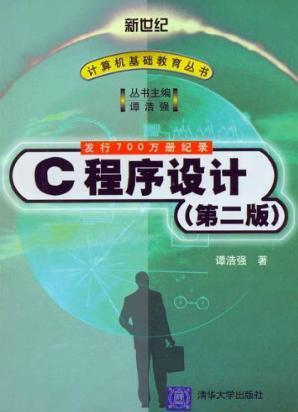 新世纪
计算机基础教育丛书
丛书主编
谭浩强
发行700万册纪录
C程序设计
(第二版)
谭浩强 著
清华大学出版社